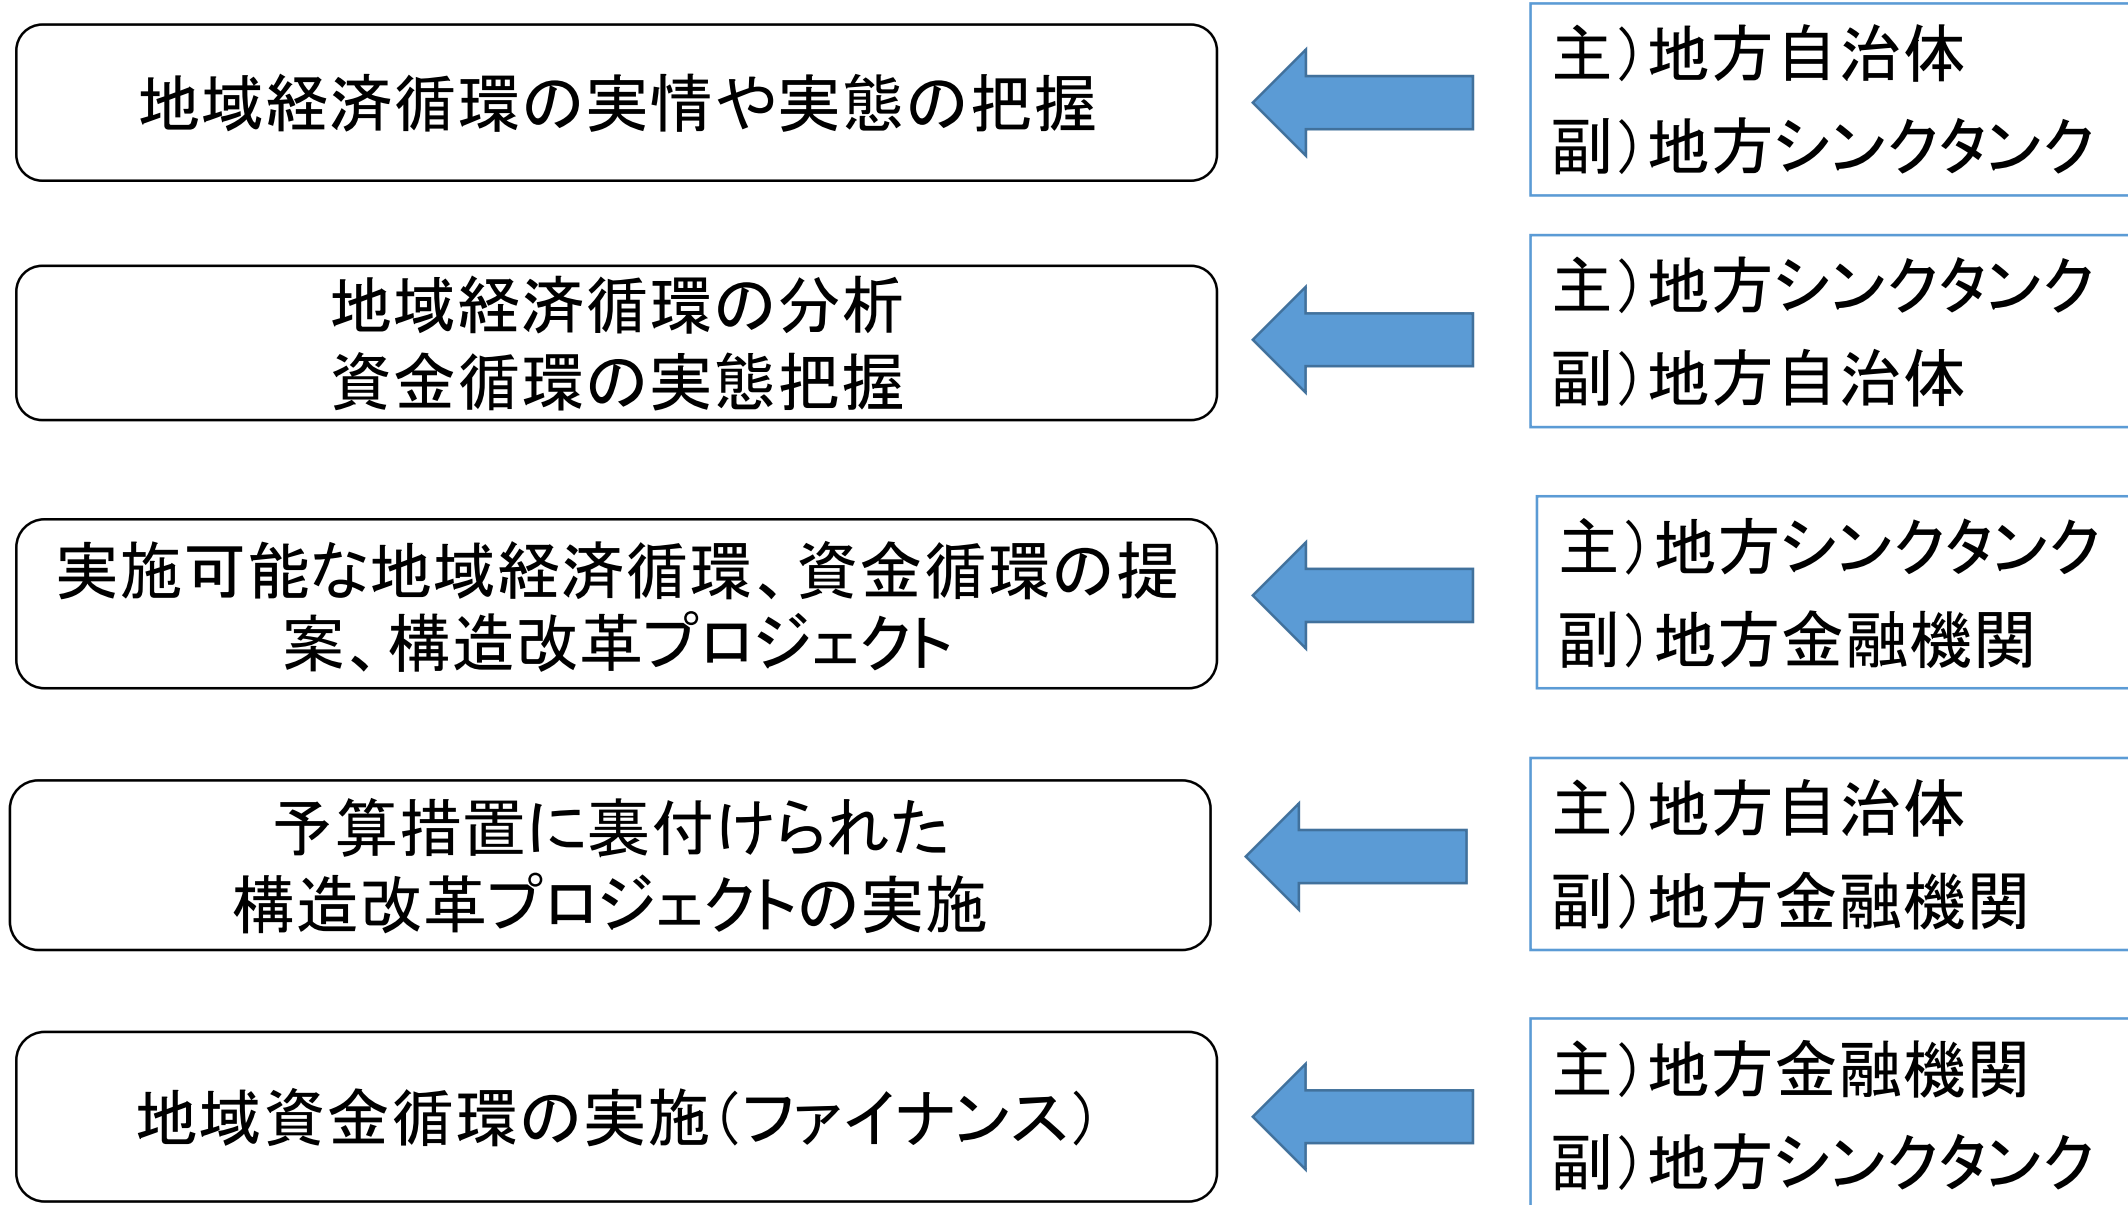 地域経済循環の実情や実態の把握
主）地方自治体
副）地方シンクタンク
地域経済循環の分析
資金循環の実態把握
主）地方シンクタンク
副）地方自治体
実施可能な地域経済循環、資金循環の提
案、構造改革プロジェクト
主）地方シンクタンク
副）地方金融機関
予算措置に裏付けられた
構造改革プロジェクトの実施
主）地方自治体
副）地方金融機関
地域資金循環の実施（ファイナンス）
主）地方金融機関
副）地方シンクタンク